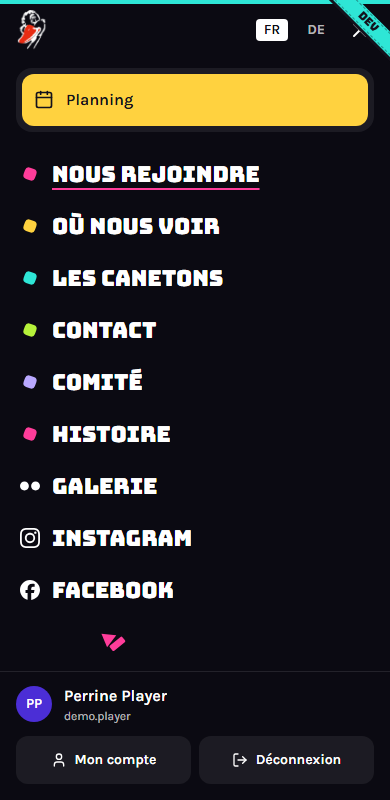 FR DE
DEV
Planning
NOUS REJOINDRE
OÙ NOUS VOIR
LES CANETONS
CONTACT
COMITÉ
HISTOIRE
GALERIE
INSTAGRAM
FACEBOOK
PP
Perrine Player
demo.player
Mon compte
Déconnexion